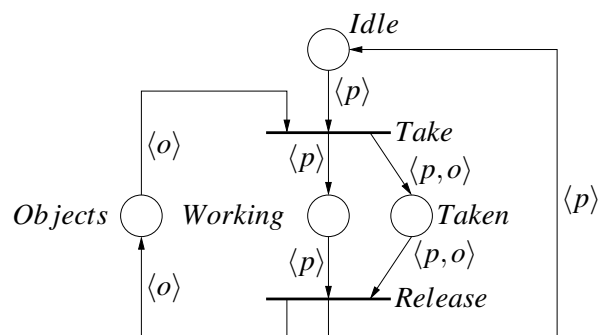 Idle
⟨p⟩
⟨o⟩
Take
⟨p⟩
⟨p,o⟩
Objects
Working
Taken
⟨p⟩
⟨p⟩
⟨p,o⟩
⟨o⟩
Release